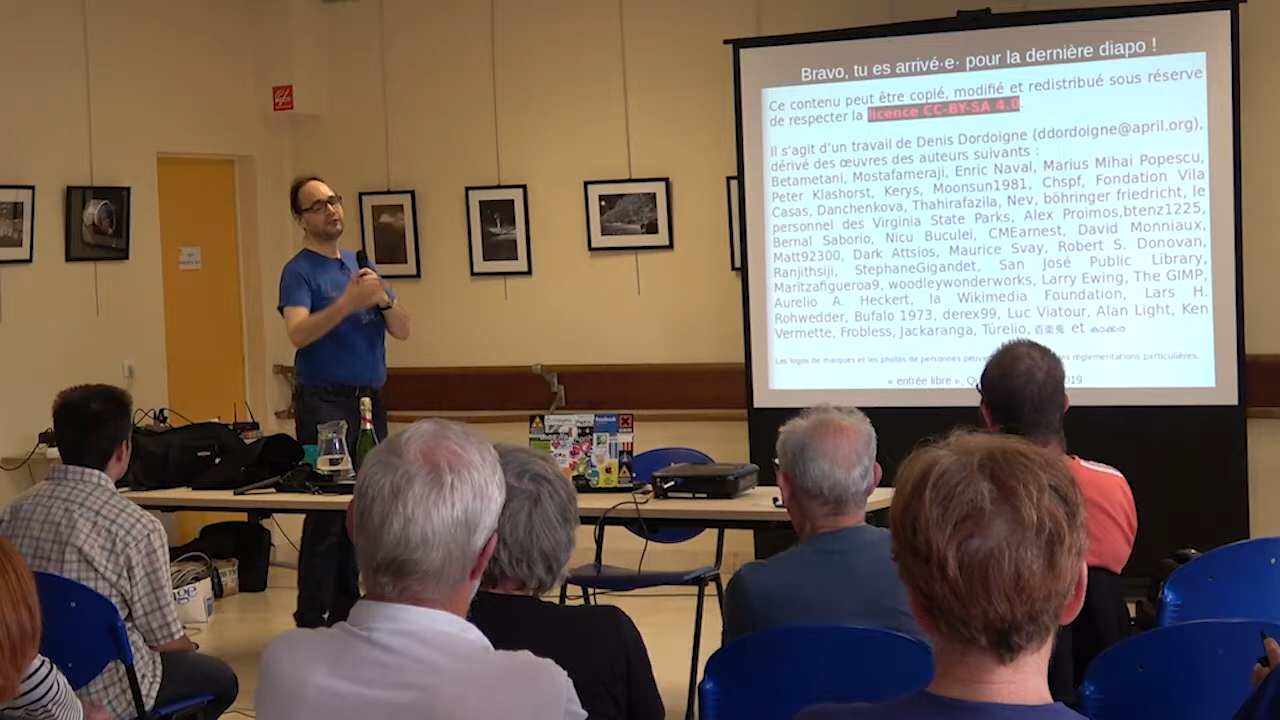 Bravo, tu es arrivé·e· pour la dernière diapo !
Ce contenu peut être copié, modifié et redistribué sous réserve
de respecter la licence CC-BY-SA 4.0.
Il s'agit d'un travail de Denis Dordoigne (ddordoigne@april.org),
dérivé des œuvres des auteurs suivants :
Betametani, Mostafameraji, Enric Naval, Marius Mihai Popescu,
Peter Klashorst, Kerys, Moonsun1981, Chspf, Fondation Vila
Casas, Danchenkova, Thahirafazila, Nev, böhringer friedricht, le
personnel des Virginia State Parks, Alex Proimos,btenz1225,
Bernal Saborio, Nicu Buculei, CMEarnest, David Monniaux,
Matt92300, Dark Attsios, Maurice Svay, Robert S. Donovan,
Ranjithsiji, StephaneGigandet, San José Public Library,
Maritzafigueroa9, woodleywonderworks, Larry Ewing, The GIMP,
Aurelio A. Heckert, la Wikimedia Foundation, Lars H.
Rohwedder, Bufalo 1973, derex99, Luc Viatour, Alan Light, Ken
Vermette, Frobless, Jackaranga, Túrelio, et
Les logos de marques et les photos de personnes réglementations particulières.
« entrée libre », 019